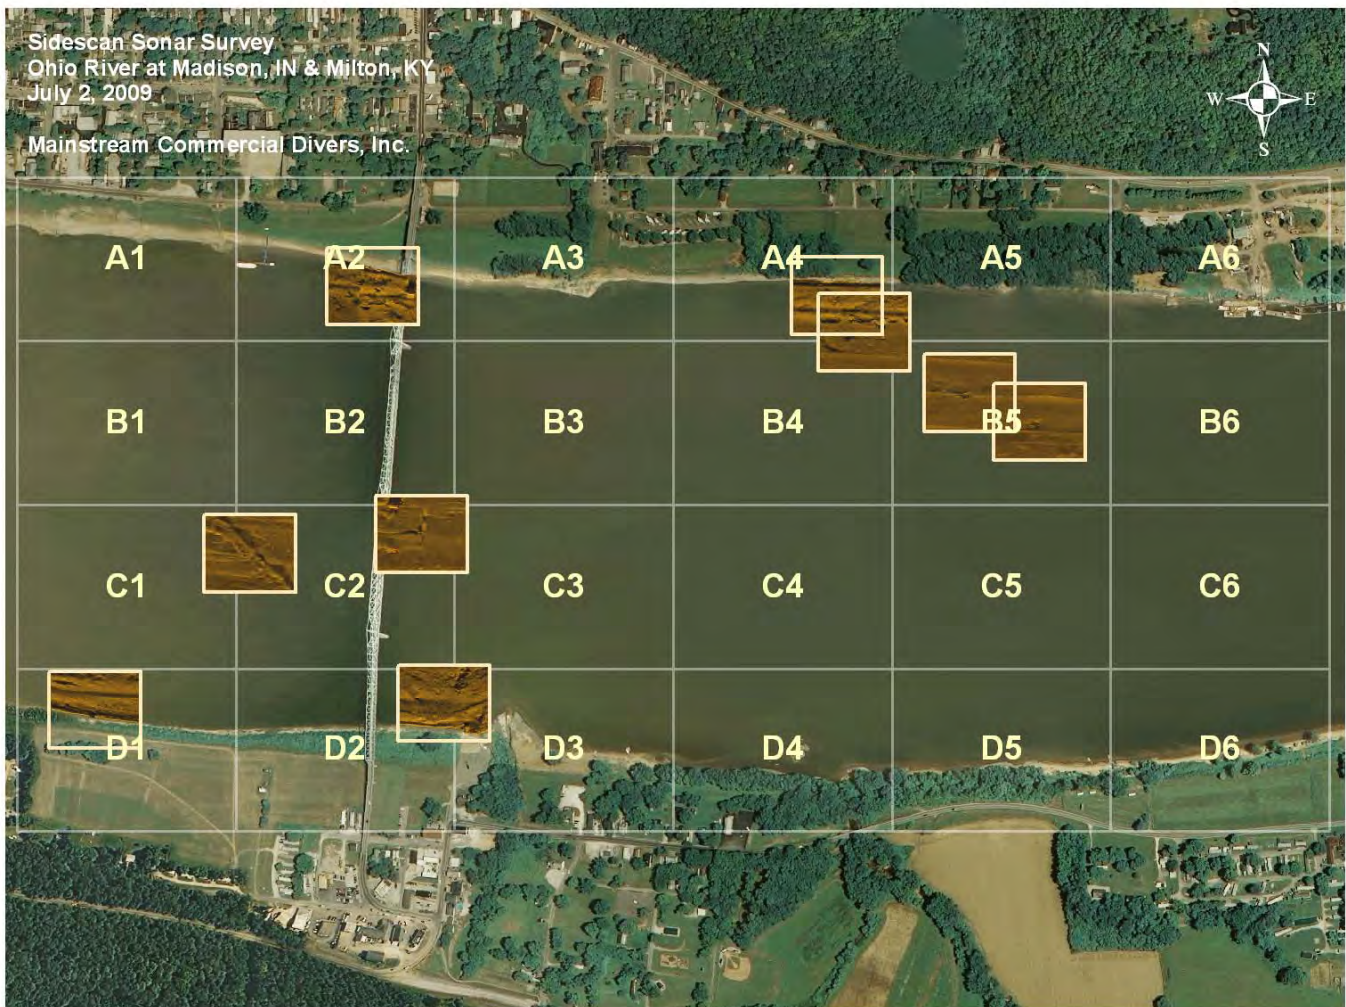 Sidescan Sonar Survey
Ohio River at Madison, IN & Milton, KY
July 2, 2009
Mainstream Commercial Divers, Inc.
N
W E
S
A1 A2 A3 A4 A5 A6
B1 B2 B3 B4 B5 B6
C1 C2 C3 C4 C5 C6
D1 D2 D3 D4 D5 D6